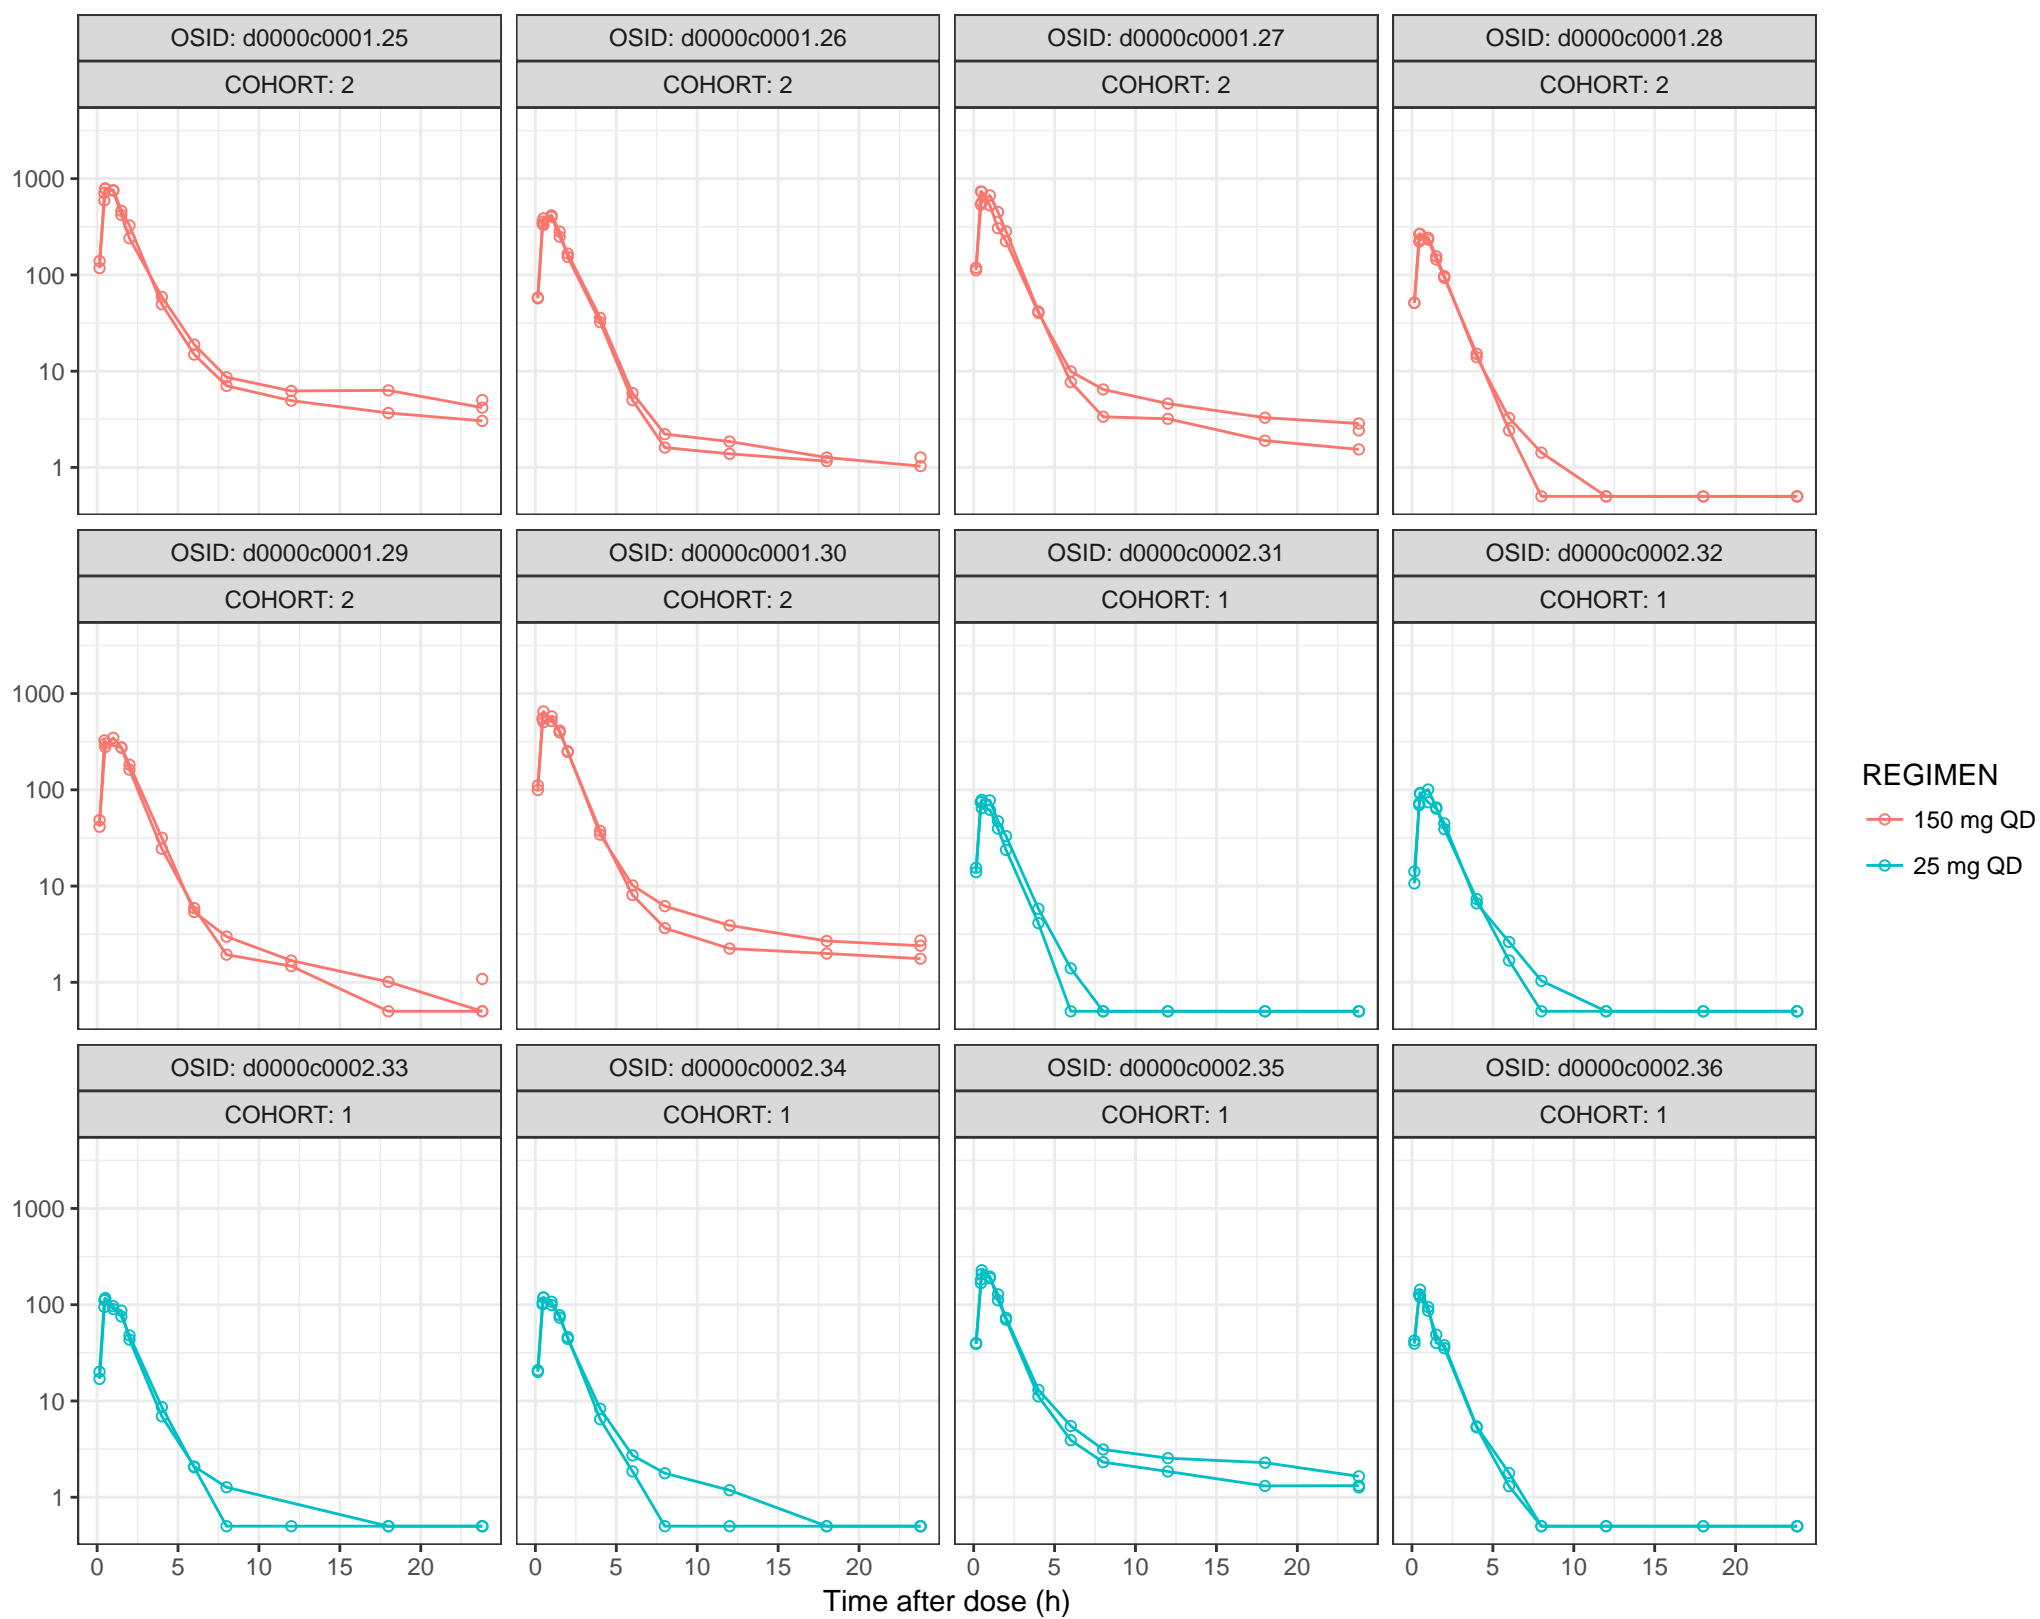 OSID: d0000c0001.25
OSID: d0000c0001.26
OSID: d0000c0001.27
OSID: d0000c0001.28
COHORT: 2
COHORT: 2
COHORT: 2
COHORT: 2
1000
100
10
1
OSID: d0000c0001.29
OSID: d0000c0001.30
OSID: d0000c0002.31
OSID: d0000c0002.32
COHORT: 2
COHORT: 2
COHORT: 1
COHORT: 1
1000
100
10
1
OSID: d0000c0002.33
OSID: d0000c0002.34
OSID: d0000c0002.35
OSID: d0000c0002.36
COHORT: 1
COHORT: 1
COHORT: 1
COHORT: 1
1000
100
10
1
0 5 10 15 20
0 5 10 15 20
0 5 10 15 20
0 5 10 15 20
Time after dose (h)
REGIMEN
150 mg QD
25 mg QD